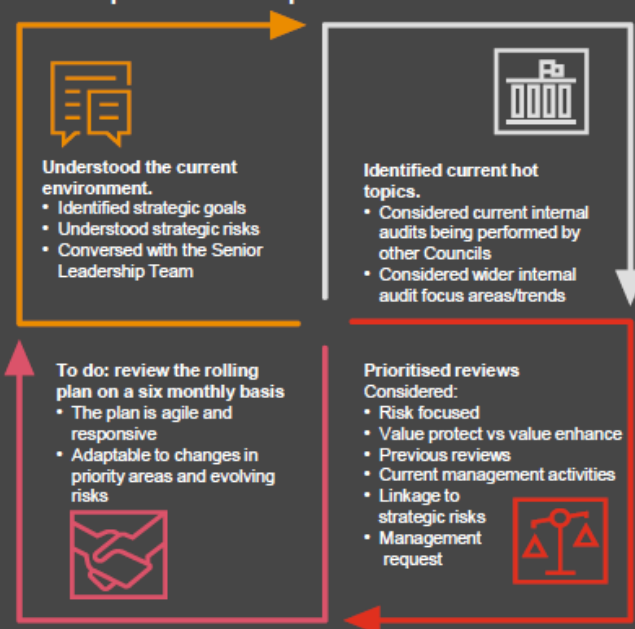 Understood the current
environment.
• Identified strategic goals
• Understood strategic risks
• Conversed with the Senior
Leadership Team
Identified current hot
topics.
• Considered current internal
audits being performed by
other Councils
• Considered wider internal
audit focus areas/trends
Prioritised reviews
Considered:
• Risk focused
• Value protect vs value enhance
• Previous reviews
• Current management activities
• Linkage to
strategic risks
• Management
request
To do: review the rolling
plan on a six monthly basis
• The plan is agile and
responsive
• Adaptable to changes in
priority areas and evolving
risks